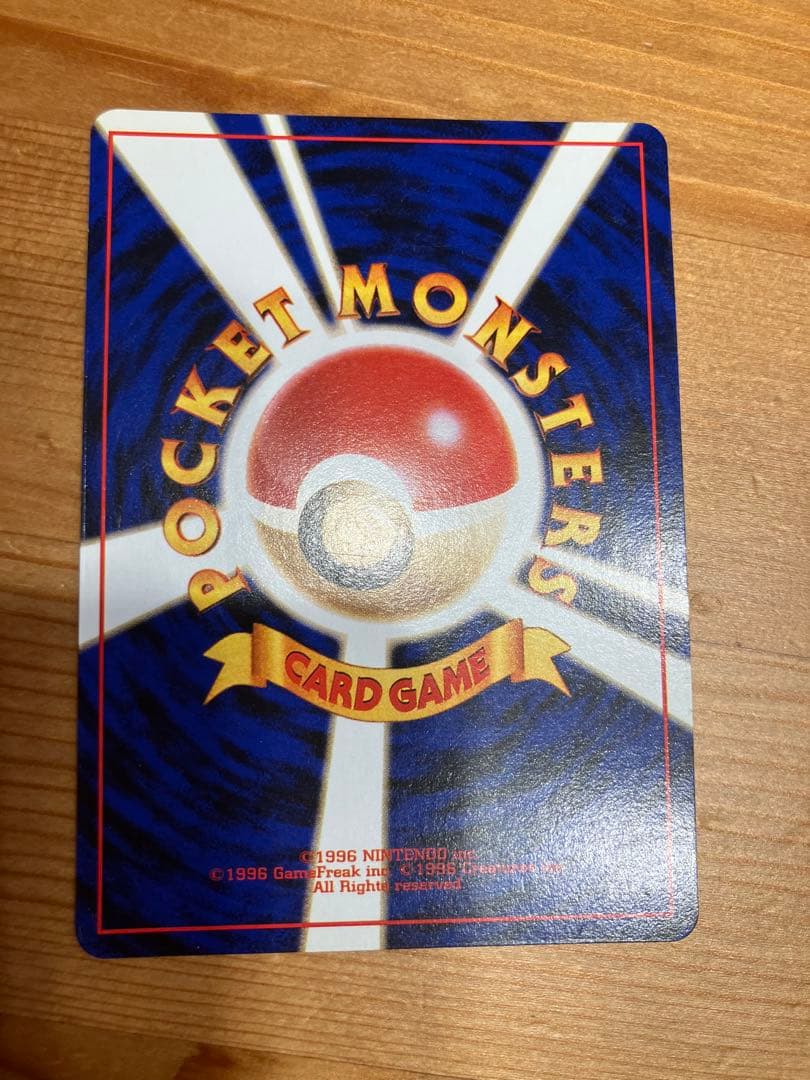 POCKET MONSTERS
CARD GAME
©1996 NINTENDO inc.
©1996 GameFreak inc. ©1996 Creatures inc.
All Rights reserved.